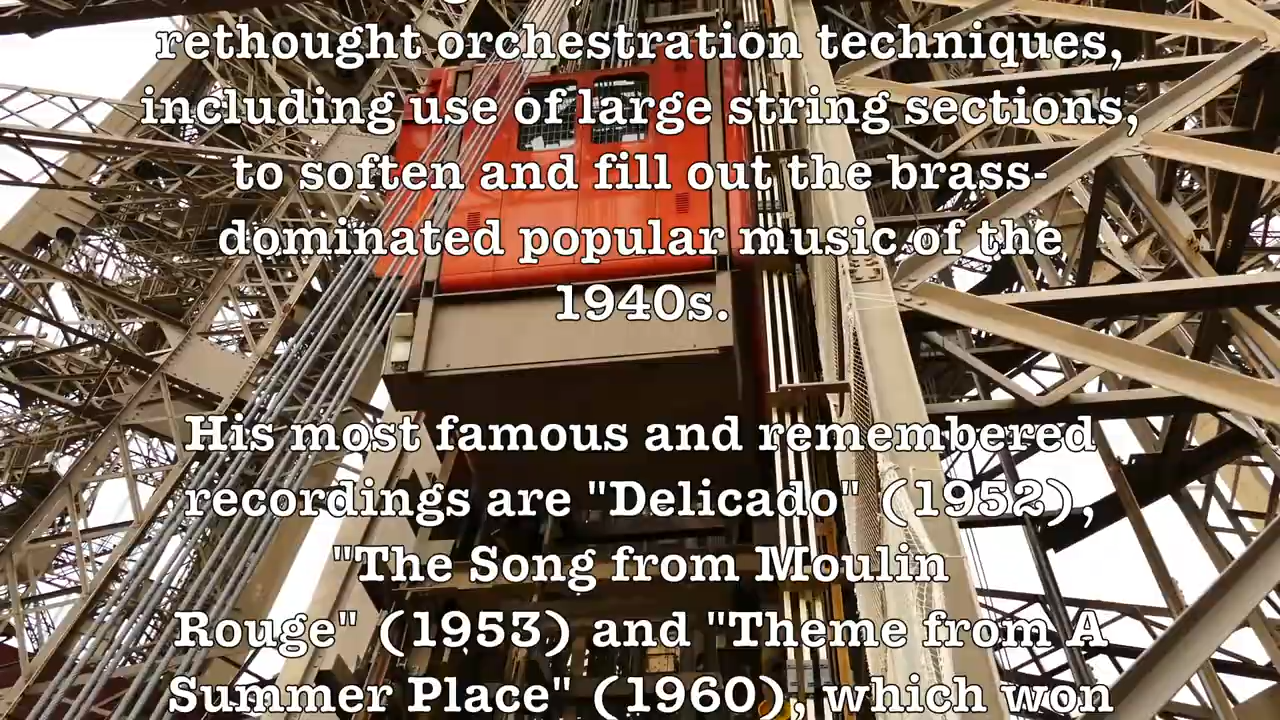 rethought orchestration techniques,
including use of large string sections,
to soften and fill out the brass-
dominated popular music of the
1940s.
His most famous and remembered
recordings are "Delicado" (1952),
"The Song from Moulin
Rouge" (1953) and "Theme from A
Summer Place" (1960), which won